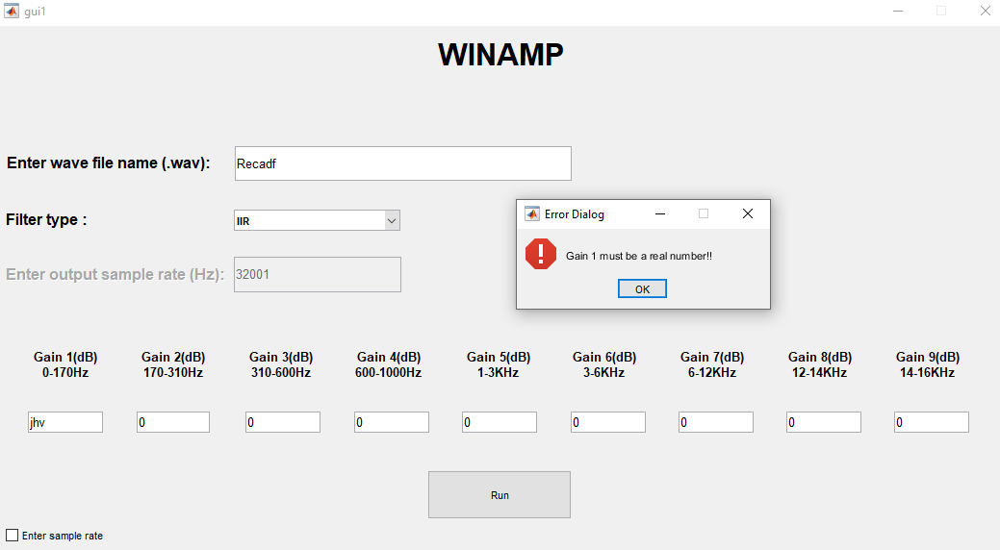 gui1
WINAMP
Enter wave file name (.wav):
Recadf
Filter type :
IIR
Enter output sample rate (Hz):
32001
Error Dialog
Gain 1 must be a real number!!
OK
Gain 1(dB)
0-170Hz
Gain 2(dB)
170-310Hz
Gain 3(dB)
310-600Hz
Gain 4(dB)
600-1000Hz
Gain 5(dB)
1-3KHz
Gain 6(dB)
3-6KHz
Gain 7(dB)
6-12KHz
Gain 8(dB)
12-14KHz
Gain 9(dB)
14-16KHz
jhv
0
0
0
0
0
0
0
0
Run
Enter sample rate